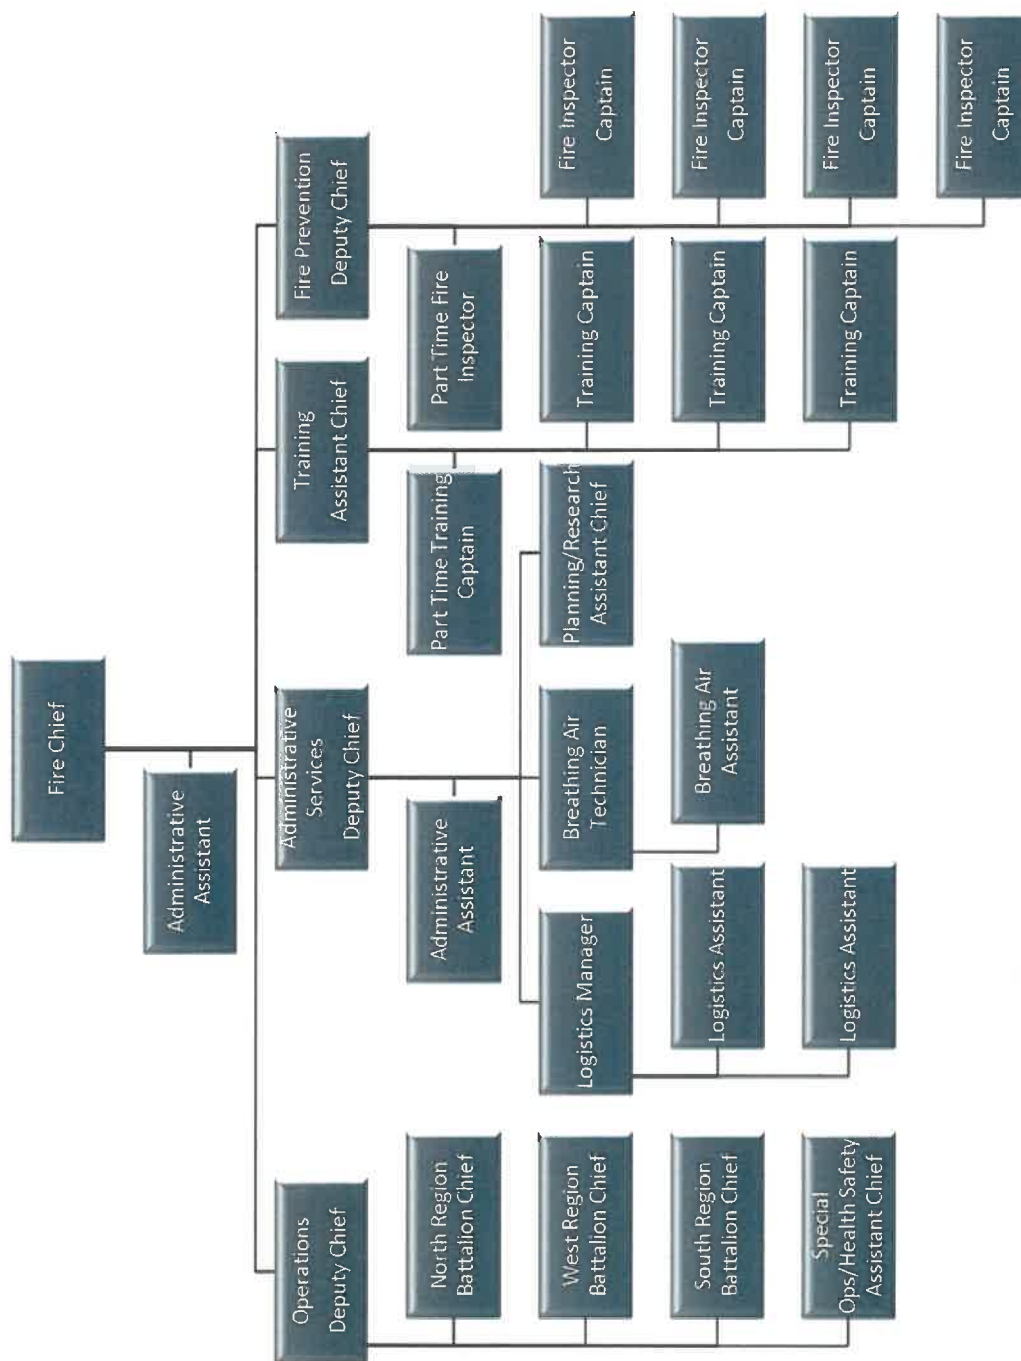 Fire Chief
Administrative
Assistant
Operations
Deputy Chief
Administrative
Services
Deputy Chief
Training
Assistant Chief
Fire Prevention
Deputy Chief
North Region
Battalion Chief
West Region
Battalion Chief
South Region
Battalion Chief
Special
Ops/Health Safety
Assistant Chief
Administrative
Assistant
Logistics Manager
Logistics Assistant
Logistics Assistant
Breathing Air
Technician
Breathing Air
Assistant
Planning/Research
Assistant Chief
Part Time Training
Captain
Training Captain
Training Captain
Training Captain
Part Time Fire
Inspector
Fire Inspector
Captain
Fire Inspector
Captain
Fire Inspector
Captain
Fire Inspector
Captain